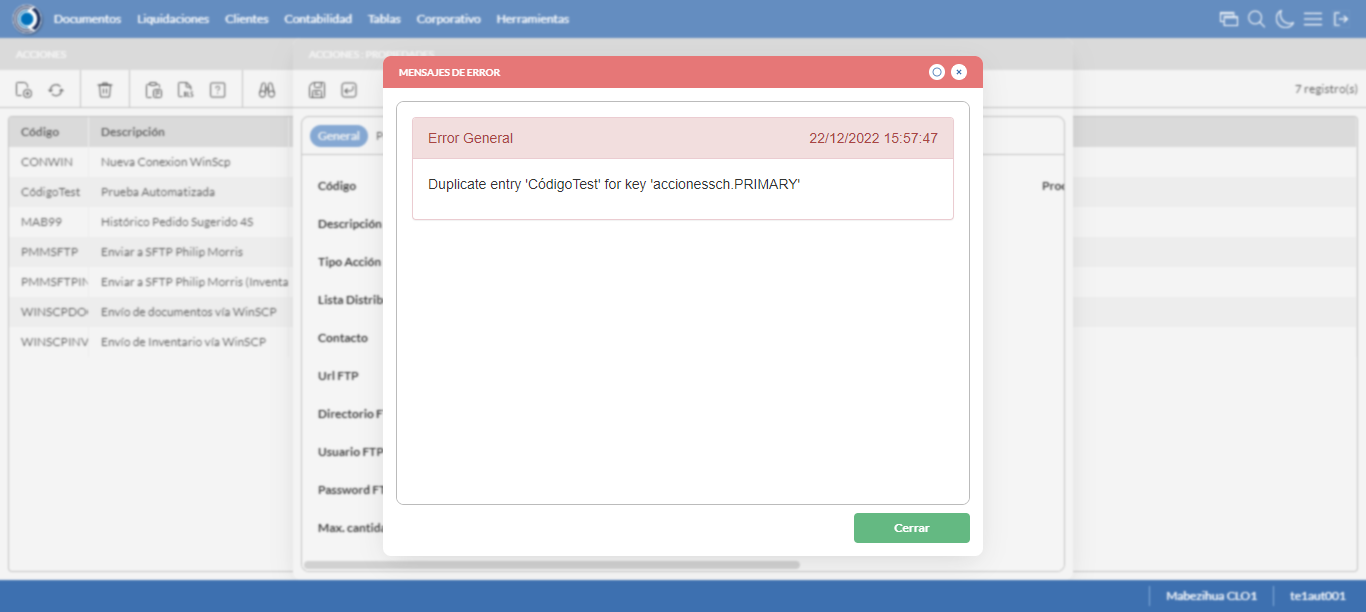 Documentos Liquidaciones Clientes Contabilidad Tablas Corporativo Herramientas
ACCIONES
ACCIONES: PROPIEDADES
MENSAJES DE ERROR
7 registro(s)
Código Descripción
CONWIN Nueva Conexion WinScp
CódigoTest Prueba Automatizada
MAB99 Histórico Pedido Sugerido 4S
PMMSFTP Enviar a SFTP Philip Morris
PMMSFTPIN Enviar a SFTP Philip Morris (Inventa
WINSCPDO Envío de documentos vía WinSCP
WINSCPINV Envío de Inventario vía WinSCP
General P
Código
Descripción
Tipo Acción
Lista Distrib
Contacto
Url FTP
Directorio F
Usuario FTP
Password FT
Max. cantida
Proc
Error General 22/12/2022 15:57:47
Duplicate entry 'CódigoTest' for key 'accionessch.PRIMARY'
Cerrar
Mabezihua CLO1 te1aut001